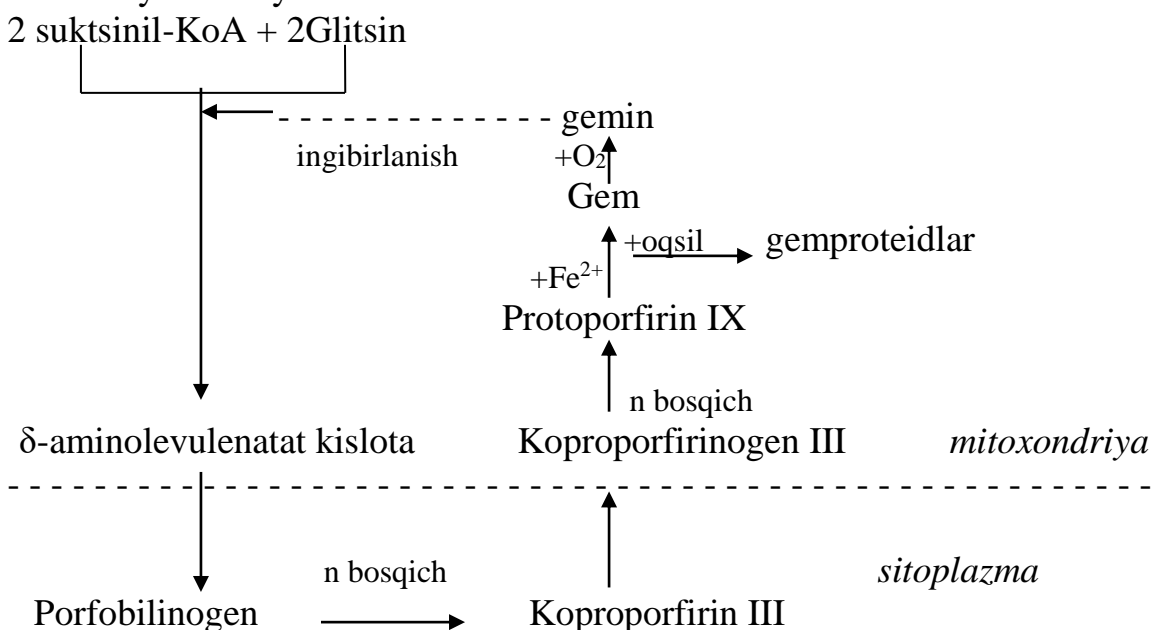 2 suktsinil-KoA + 2Glitsin
gemin
ingibirlanish
+O₂
Gem
+oqsil
gemproteidlar
+Fe²⁺
Protoporfirin IX
n bosqich
δ-aminolevulenatat kislota
Koproporfirinogen III
mitoxondriya
n bosqich
sitoplazma
Porfobilinogen
Koproporfirin III